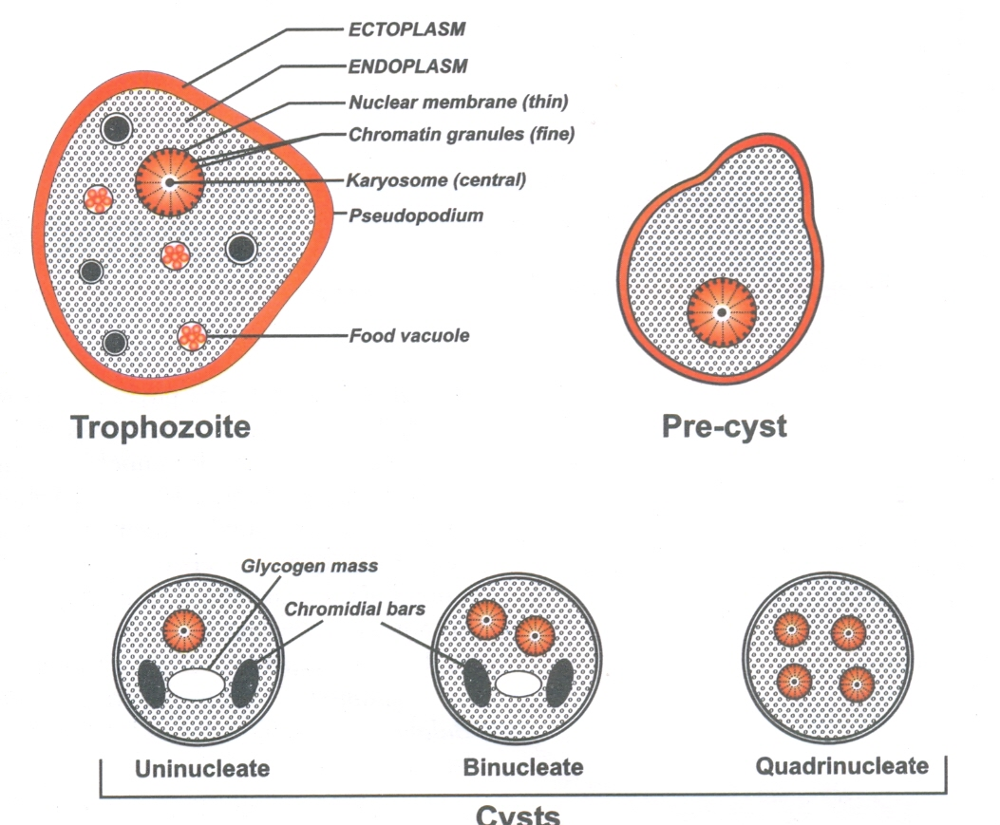 ECTOPLASM
ENDOPLASM
Nuclear membrane (thin)
Chromatin granules (fine)
Karyosome (central)
Pseudopodium
Food vacuole
Trophozoite
Pre-cyst
Glycogen mass
Chromidial bars
Uninucleate
Binucleate
Quadrinucleate
Cysts